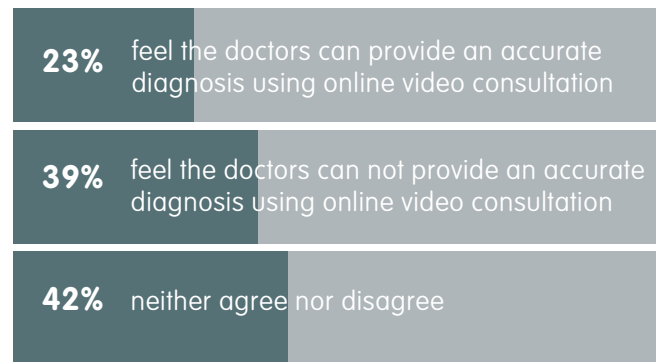 23%
feel the doctors can provide an accurate
diagnosis using online video consultation
39%
feel the doctors can not provide an accurate
diagnosis using online video consultation
42%
neither agree nor disagree